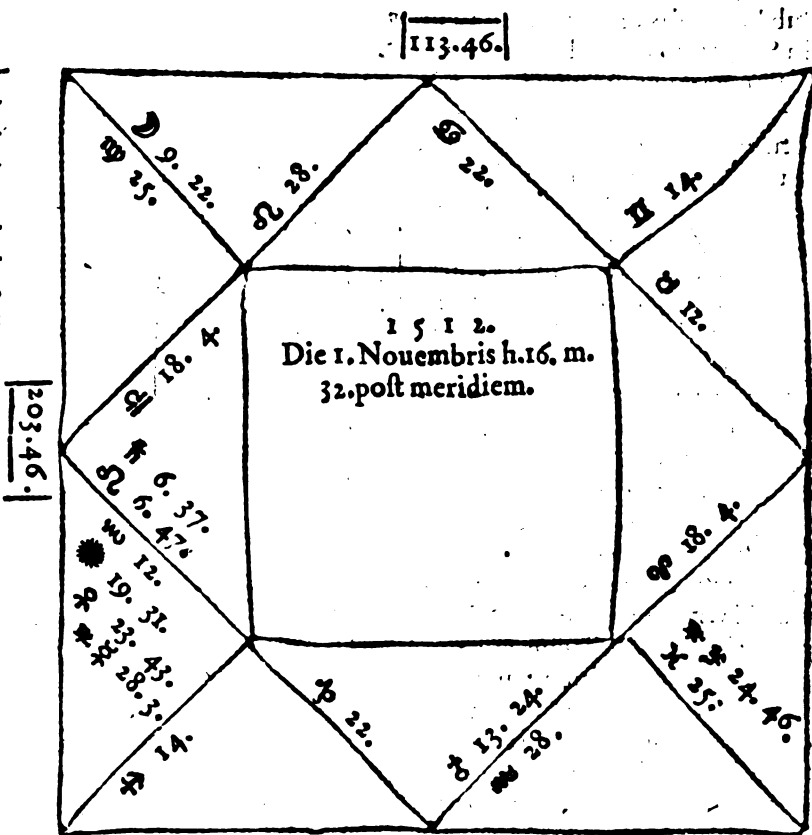 113.46.
☽ 9. 22.
♍ 25.
♌ 28.
♋ 22.
♊ 14.
♉ 12.
1 5 1 2.
Die 1. Nouembris h.16. m.
32.post meridiem.
♎ 18. 4.
203.46.
6. 37.
☊ 6. 47.
♏ 12.
☉ 19. 31.
♀ 23. 43.
28. 3.
♐ 14.
♑ 22.
13. 24.
♒ 28.
24. 46.
♓ 25.
♈ 18. 4.